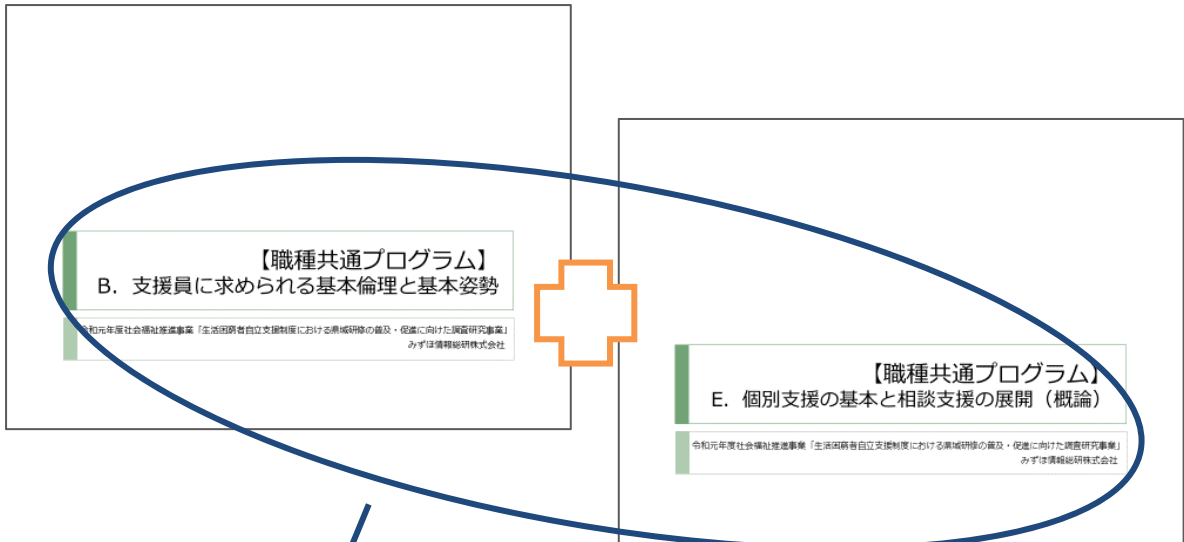 【職種共通プログラム】
B. 支援員に求められる基本倫理と基本姿勢
令和元年度社会福祉推進事業「生活困窮者自立支援制度における県域研修の普及・促進に向けた調査研究事業」
みずほ情報総研株式会社
【職種共通プログラム】
E. 個別支援の基本と相談支援の展開（概論）
令和元年度社会福祉推進事業「生活困窮者自立支援制度における県域研修の普及・促進に向けた調査研究事業」
みずほ情報総研株式会社